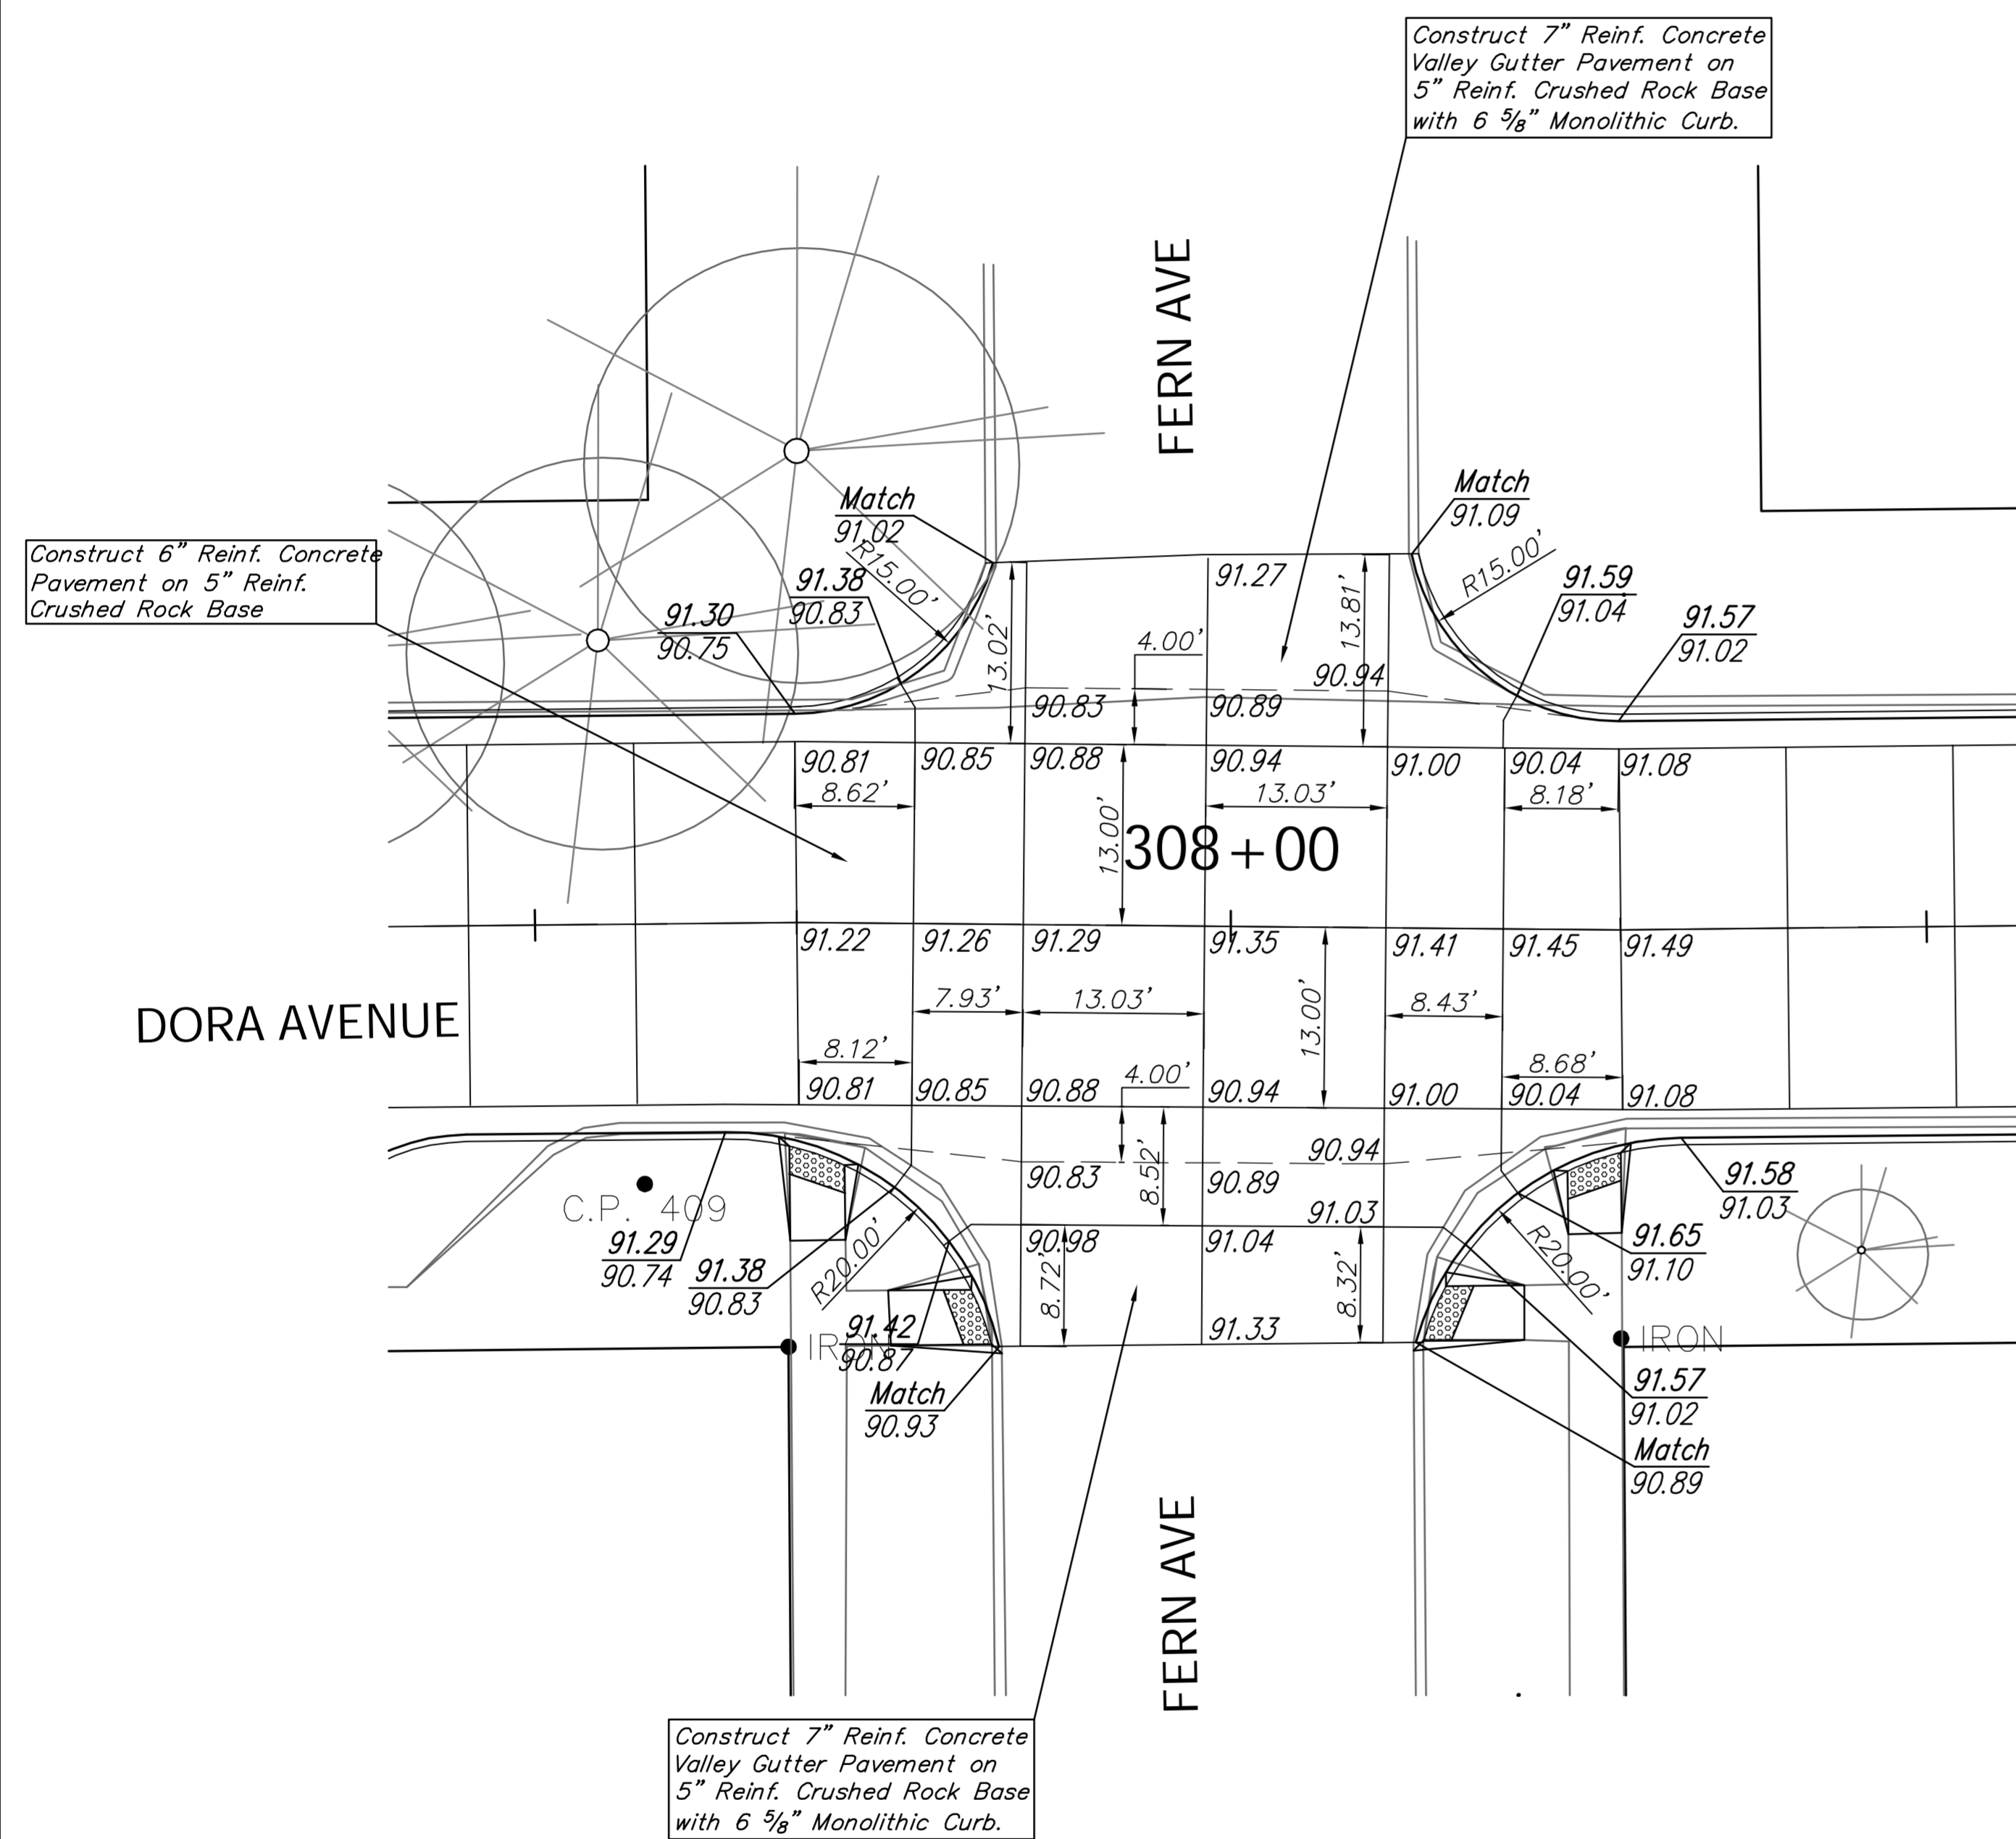 Construct 7” Reinf. Concrete
Valley Gutter Pavement on
5” Reinf. Crushed Rock Base
with 6 ⅝” Monolithic Curb.
FERN AVE
Match
91.02
Match
91.09
R15.00’
R15.00’
Construct 6” Reinf. Concrete
Pavement on 5” Reinf.
Crushed Rock Base
91.38
90.83
91.30
90.75
91.27
13.02’
13.81’
4.00’
91.59
91.04
91.57
91.02
90.94
90.83
90.89
90.81
90.85
90.88
90.94
91.00
90.04
91.08
8.62’
13.03’
8.18’
13.00’
308+00
91.22
91.26
91.29
91.35
91.41
91.45
91.49
DORA AVENUE
7.93’
13.03’
13.00’
8.43’
8.12’
8.68’
4.00’
90.81
90.85
90.88
90.94
91.00
90.04
91.08
90.94
90.83
8.52’
90.89
C.P. 409
91.03
91.29
90.74
91.38
90.83
R20.00’
90.98
91.04
R20.00’
91.58
91.03
91.65
91.10
8.72’
8.32’
91.33
91.42
90.87
IRON
IRON
Match
90.93
91.57
91.02
Match
90.89
FERN AVE
Construct 7” Reinf. Concrete
Valley Gutter Pavement on
5” Reinf. Crushed Rock Base
with 6 ⅝” Monolithic Curb.